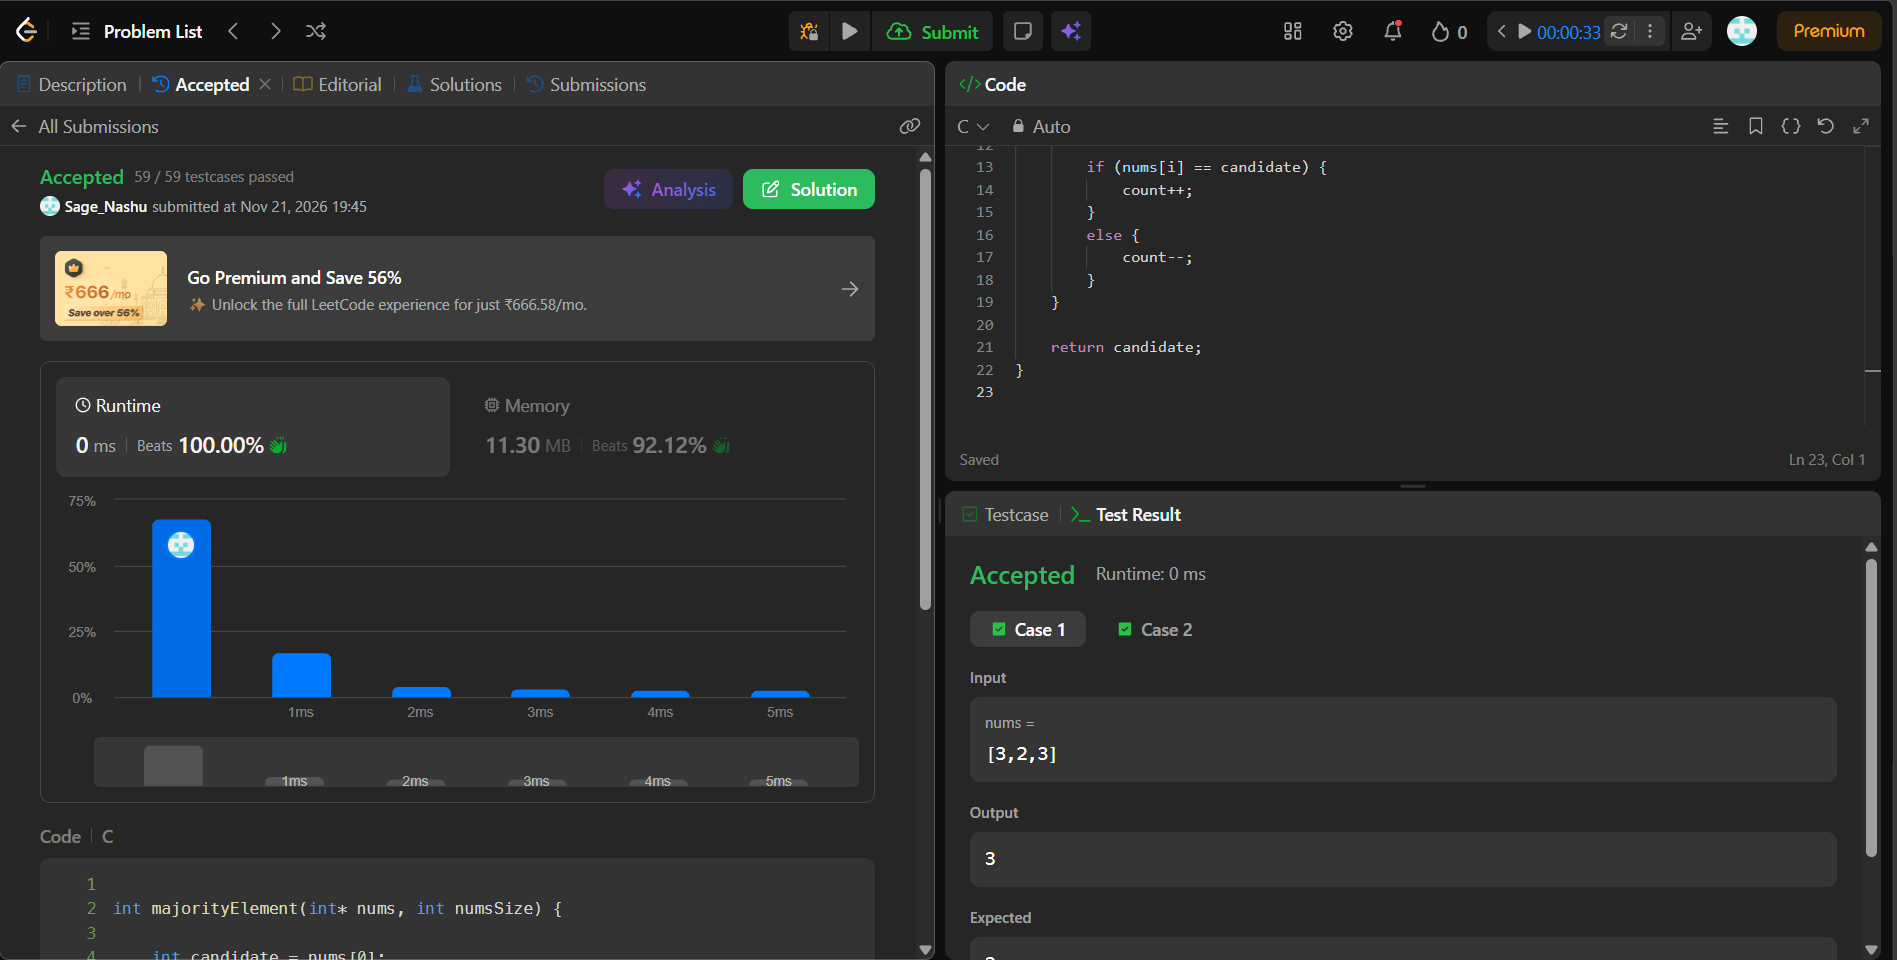 Problem List
Submit
0
00:00:33
Premium
Description
Accepted
Editorial
Solutions
Submissions
All Submissions
Accepted 59 / 59 testcases passed
Sage_Nashu submitted at Nov 21, 2026 19:45
Analysis
Solution
₹666 /mo
Save over 56%
Go Premium and Save 56%
✨ Unlock the full LeetCode experience for just ₹666.58/mo.
Runtime
0 ms Beats 100.00%
Memory
11.30 MB Beats 92.12%
75%
50%
25%
0%
1ms 2ms 3ms 4ms 5ms
1ms 2ms 3ms 4ms 5ms
Code C
1
2 int majorityElement(int* nums, int numsSize) {
3
4 int candidate = nums[0];
</> Code
C Auto
12
13 if (nums[i] == candidate) {
14 count++;
15 }
16 else {
17 count--;
18 }
19 }
20
21 return candidate;
22 }
23
Saved
Ln 23, Col 1
Testcase
Test Result
Accepted Runtime: 0 ms
Case 1
Case 2
Input
nums =
[3,2,3]
Output
3
Expected